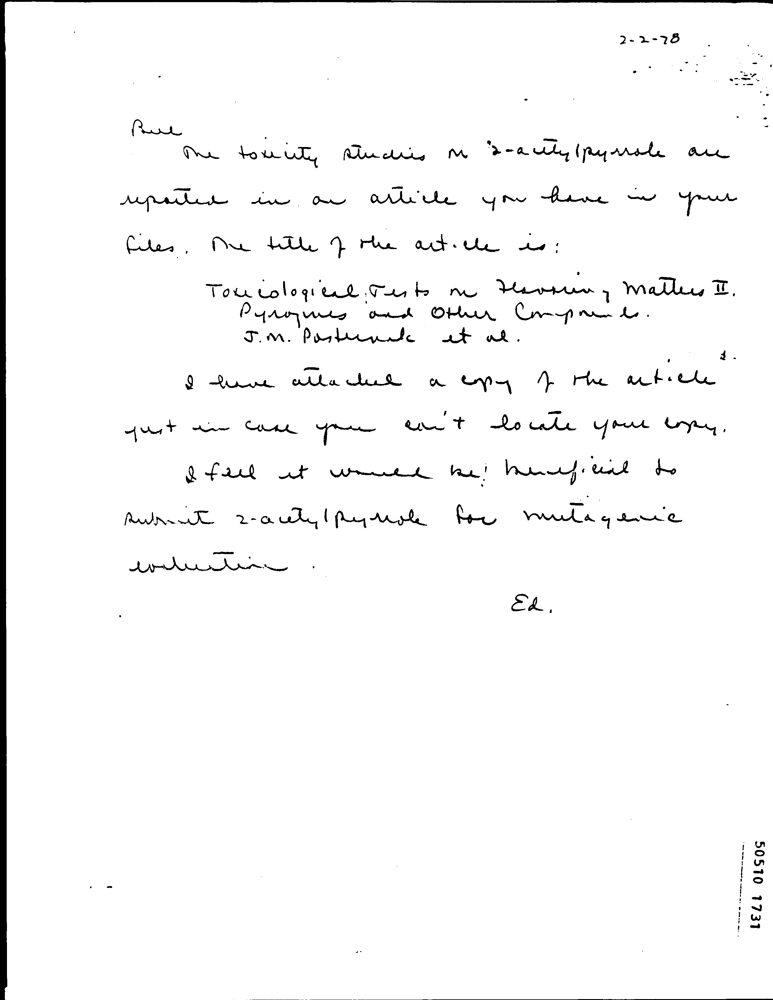 2-2-78
Bill
The toxicity studies on 2-acetylpyrrole are
reported in an article you have in your
files. The title of the article is:
Toxicological Tests on Flavoring Matters II.
Pyrazines and Other Compounds.
J.M. Posternak et al.
I have attached a copy of the article
just in case you can't locate your copy.
I feel it would be beneficial to
submit 2-acetylpyrrole for mutagenic
evaluation.
Ed.
50510 1731